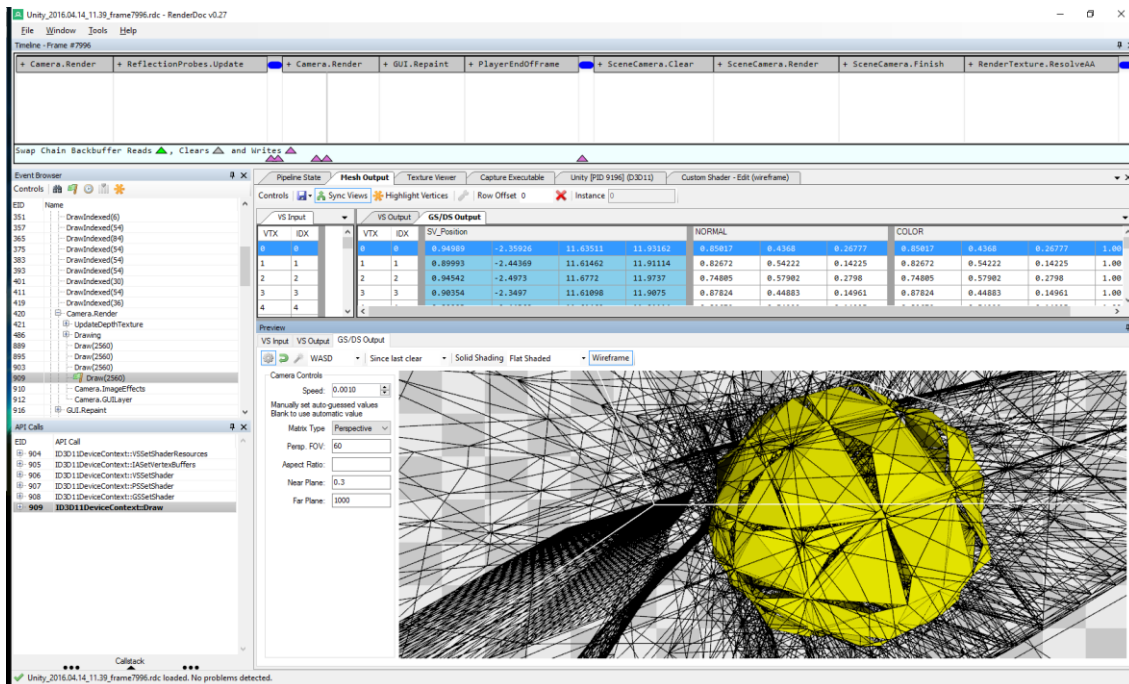 Unity_2016.04.14_11.39_frame7996.rdc - RenderDoc v0.27
File Window Tools Help
Timeline - Frame #7996
+ Camera.Render + ReflectionProbes.Update + Camera.Render + GUI.Repaint + PlayerEndOfFrame + SceneCamera.Clear + SceneCamera.Render + SceneCamera.Finish + RenderTexture.ResolveAA
Swap Chain Backbuffer Reads , Clears and Writes
Event Browser
Controls
EID Name
351 DrawIndexed(6)
357 DrawIndexed(54)
365 DrawIndexed(84)
375 DrawIndexed(54)
383 DrawIndexed(54)
393 DrawIndexed(54)
401 DrawIndexed(30)
411 DrawIndexed(54)
419 DrawIndexed(36)
420 Camera.Render
421 UpdateDepthTexture
486 Drawing
889 Draw(2560)
895 Draw(2560)
903 Draw(2560)
909 Draw(2560)
910 Camera.ImageEffects
912 Camera.GUILayer
916 GUI.Repaint
API Calls
EID API Call
904 ID3D11DeviceContext::VSSetShaderResources
905 ID3D11DeviceContext::IASetVertexBuffers
906 ID3D11DeviceContext::VSSetShader
907 ID3D11DeviceContext::PSSetShader
908 ID3D11DeviceContext::GSSetShader
909 ID3D11DeviceContext::Draw
Callstack
Pipeline State Mesh Output Texture Viewer Capture Executable Unity [PID 9196] (D3D11) Custom Shader - Edit (wireframe)
Controls Sync Views Highlight Vertices Row Offset 0 Instance 0
VS Input
VTX IDX
0 0
1 1
2 2
3 3
4 4
VS Output GS/DS Output
SV_Position NORMAL COLOR
0.94989 -2.35926 11.63511 11.93162 0.85017 0.4368 0.26777 0.85017 0.4368 0.26777 1.00
0.89993 -2.44369 11.61462 11.91114 0.82672 0.54222 0.14225 0.82672 0.54222 0.14225 1.00
0.94542 -2.4973 11.6772 11.9737 0.74805 0.57902 0.2798 0.74805 0.57902 0.2798 1.00
0.90354 -2.3497 11.61098 11.9075 0.87824 0.44883 0.14961 0.87824 0.44883 0.14961 1.00
Preview
VS Input VS Output GS/DS Output
WASD Since last clear Solid Shading Flat Shaded Wireframe
Camera Controls
Speed: 0.0010
Manually set auto-guessed values
Blank to use automatic value
Matrix Type Perspective
Persp. FOV: 60
Aspect Ratio:
Near Plane: 0.3
Far Plane: 1000
Unity_2016.04.14_11.39_frame7996.rdc loaded. No problems detected.